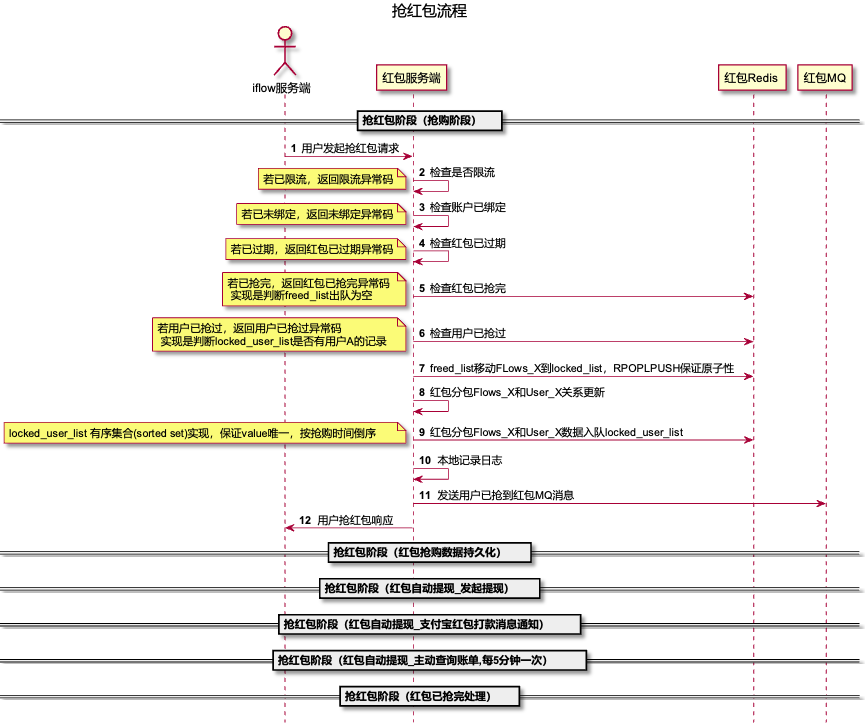 抢红包流程
iflow服务端
红包服务端
红包Redis
红包MQ
抢红包阶段（抢购阶段）
1 用户发起抢红包请求
若已限流，返回限流异常码
2 检查是否限流
若已未绑定，返回未绑定异常码
3 检查账户已绑定
若已过期，返回红包已过期异常码
4 检查红包已过期
若已抢完，返回红包已抢完异常码
实现是判断freed_list出队为空
5 检查红包已抢完
若用户已抢过，返回用户已抢过异常码
实现是判断locked_user_list是否有用户A的记录
6 检查用户已抢过
7 freed_list移动FLows_X到locked_list，RPOPLPUSH保证原子性
8 红包分包Flows_X和User_X关系更新
locked_user_list 有序集合(sorted set)实现，保证value唯一，按抢购时间倒序
9 红包分包Flows_X和User_X数据入队locked_user_list
10 本地记录日志
11 发送用户已抢到红包MQ消息
12 用户抢红包响应
抢红包阶段（红包抢购数据持久化）
抢红包阶段（红包自动提现_发起提现）
抢红包阶段（红包自动提现_支付宝红包打款消息通知）
抢红包阶段（红包自动提现_主动查询账单,每5分钟一次）
抢红包阶段（红包已抢完处理）